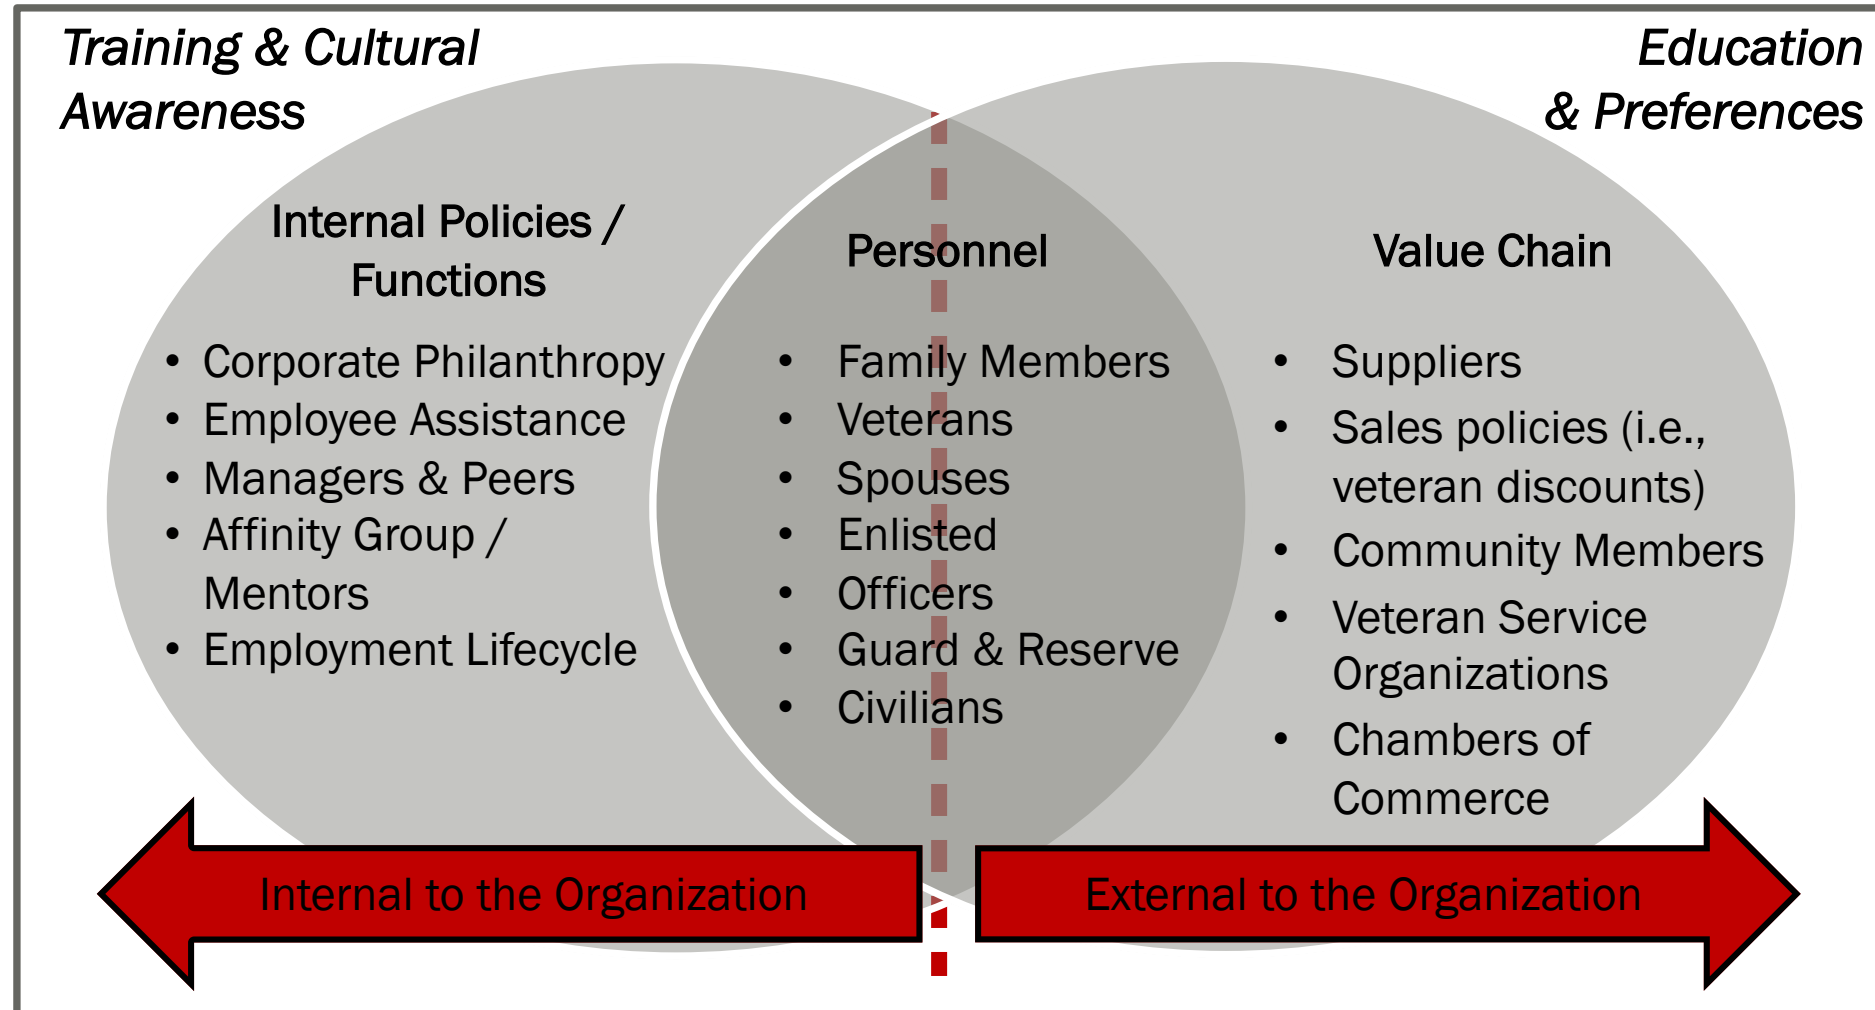 Training & Cultural
Awareness
Education
& Preferences
Internal Policies /
Functions
• Corporate Philanthropy
• Employee Assistance
• Managers & Peers
• Affinity Group /
Mentors
• Employment Lifecycle
Personnel
• Family Members
• Veterans
• Spouses
• Enlisted
• Officers
• Guard & Reserve
• Civilians
Value Chain
• Suppliers
• Sales policies (i.e.,
veteran discounts)
• Community Members
• Veteran Service
Organizations
• Chambers of
Commerce
Internal to the Organization
External to the Organization